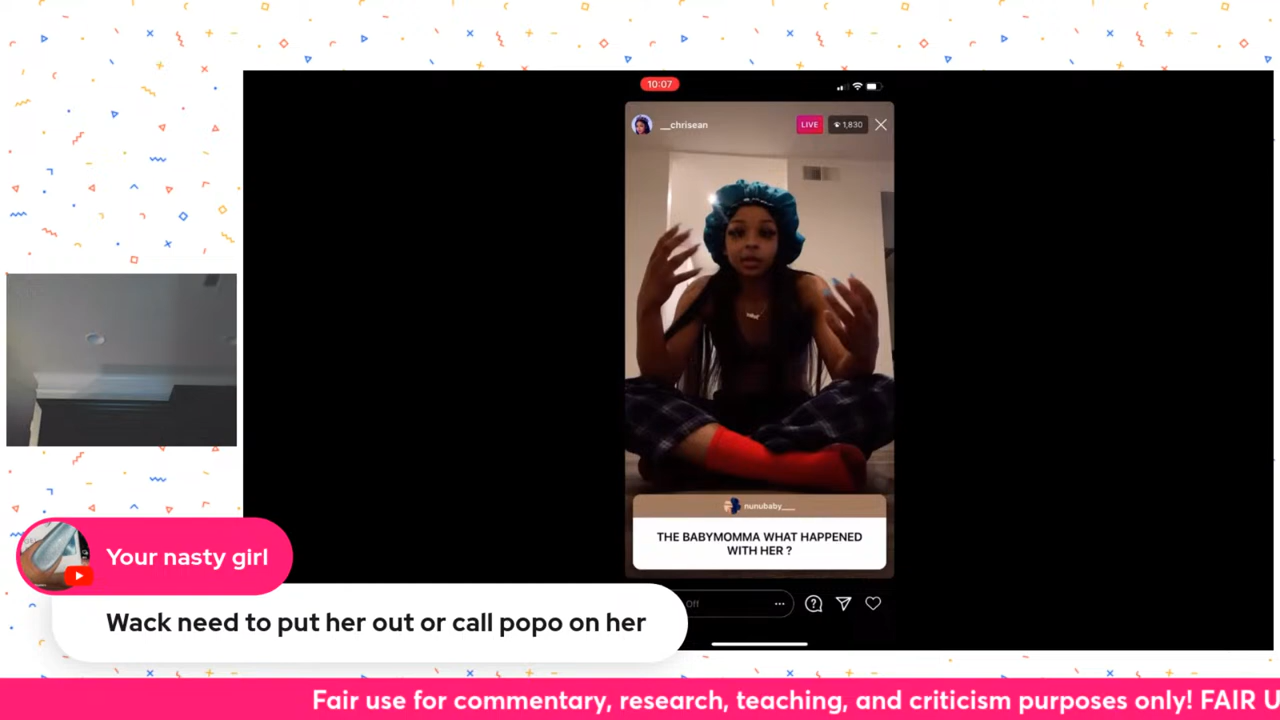 10:07
__chrisean
LIVE
1,830
nunubaby___
THE BABYMOMMA WHAT HAPPENED
WITH HER ?
Off
Your nasty girl
Wack need to put her out or call popo on her
Fair use for commentary, research, teaching, and criticism purposes only! FAIR U